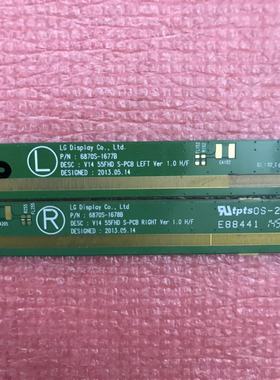 L
LG Display Co., Ltd.
P/N : 6870S-1677B
DESC : V14 55FHD S-PCB LEFT Ver 1.0 H/F
DESIGNED : 2013.05.14
R
LG Display Co., Ltd.
P/N : 6870S-1678B
DESC : V14 55FHD S-PCB RIGHT Ver 1.0 H/F
DESIGNED : 2013.05.14
E88441